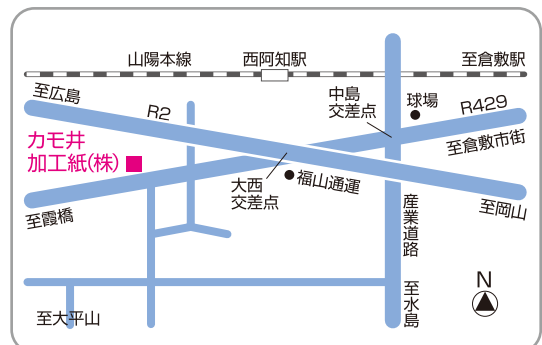 山陽本線
西阿知駅
至倉敷駅
至広島
R2
中島
交差点
球場
R429
至倉敷市街
カモ井
加工紙(株)
大西
交差点
福山通運
至霞橋
至岡山
産業道路
至水島
N
至大平山